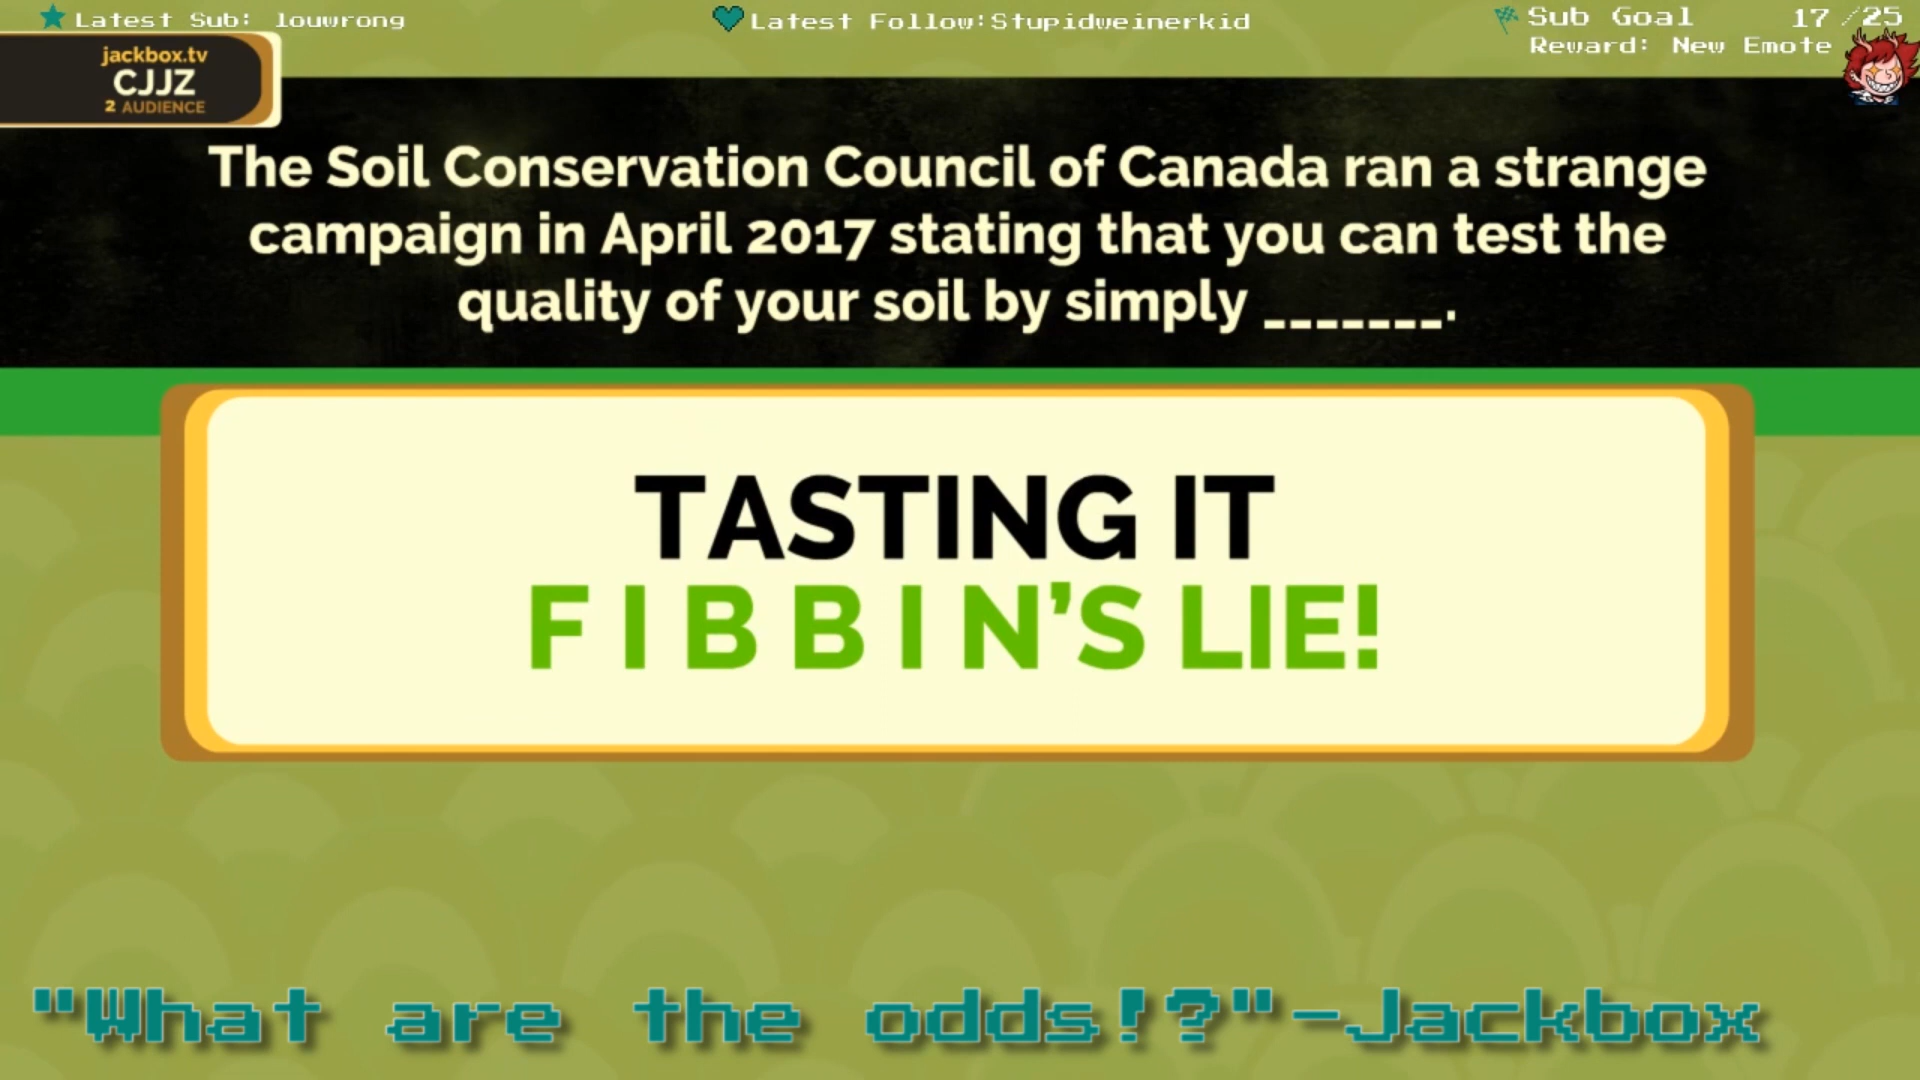 Latest Sub: louwrong
Latest Follow:Stupidweinerkid
Sub Goal 17 /25
Reward: New Emote
jackbox.tv
CJJZ
2 AUDIENCE
The Soil Conservation Council of Canada ran a strange
campaign in April 2017 stating that you can test the
quality of your soil by simply _______.
TASTING IT
FIBBIN'S LIE!
"What are the odds!?"-Jackbox